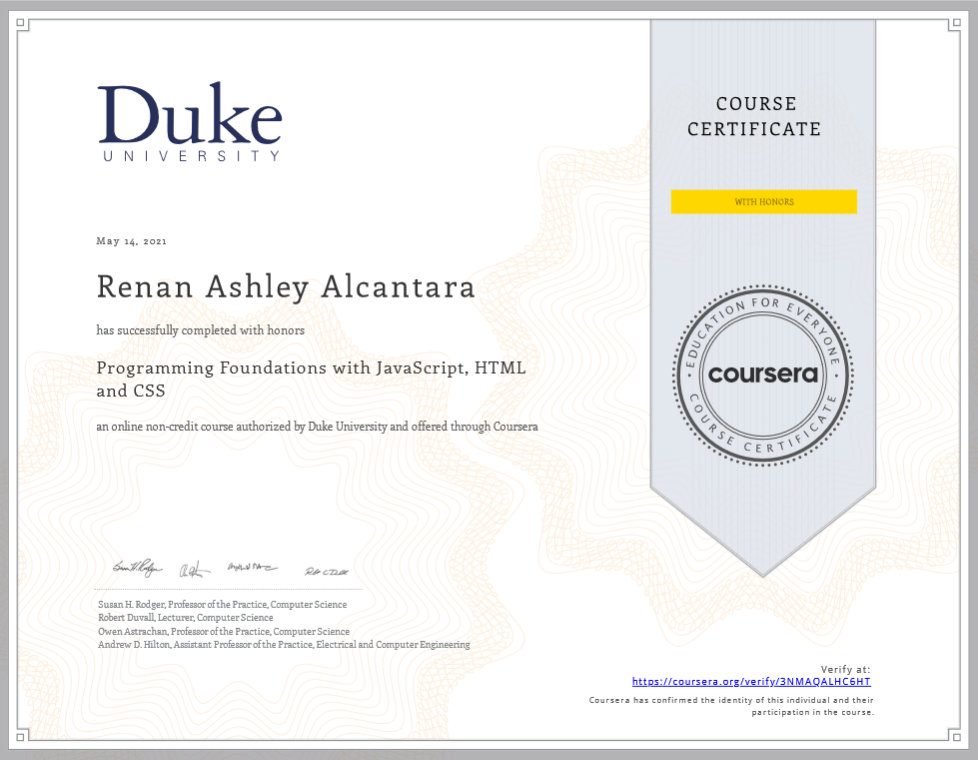 Duke
UNIVERSITY
COURSE
CERTIFICATE
WITH HONORS
May 14, 2021
Renan Ashley Alcantara
has successfully completed with honors
Programming Foundations with JavaScript, HTML
and CSS
an online non-credit course authorized by Duke University and offered through Coursera
EDUCATION FOR EVERYONE
coursera
COURSE CERTIFICATE
Susan H. Rodger, Professor of the Practice, Computer Science
Robert Duvall, Lecturer, Computer Science
Owen Astrachan, Professor of the Practice, Computer Science
Andrew D. Hilton, Assistant Professor of the Practice, Electrical and Computer Engineering
Verify at:
https://coursera.org/verify/3NMAQALHC6HT
Coursera has confirmed the identity of this individual and their
participation in the course.